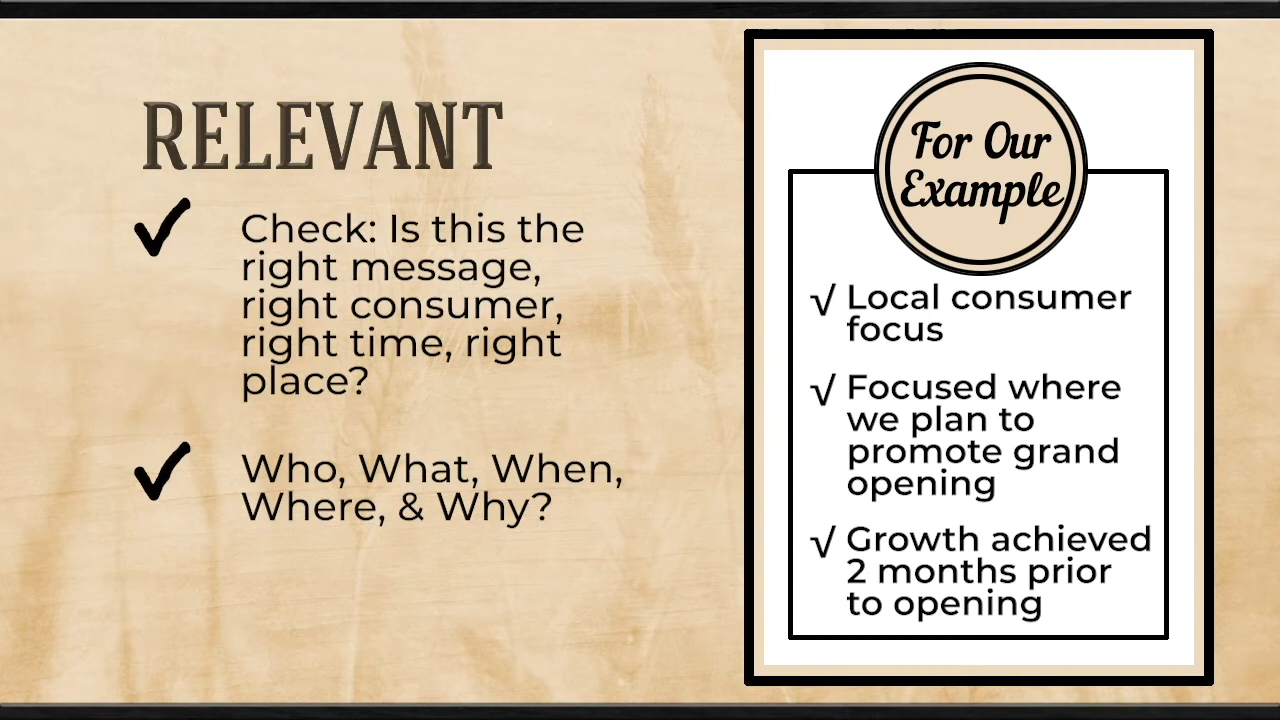 RELEVANT
Check: Is this the
right message,
right consumer,
right time, right
place?
Who, What, When,
Where, & Why?
For Our
Example
√ Local consumer
focus
√ Focused where
we plan to
promote grand
opening
√ Growth achieved
2 months prior
to opening